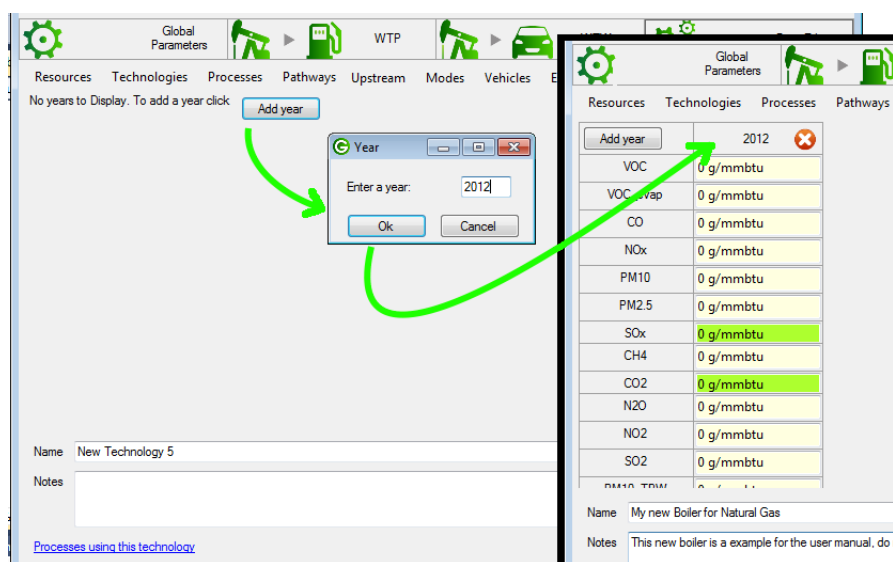 Global
Parameters
WTP
Resources Technologies Processes Pathways Upstream Modes Vehicles E
No years to Display. To add a year click Add year
Year
Enter a year: 2012
Ok Cancel
Name New Technology 5
Notes
Processes using this technology
Global
Parameters
Resources Technologies Processes Pathways
Add year 2012
VOC 0 g/mmbtu
0 g/mmbtu
CO 0 g/mmbtu
NOx 0 g/mmbtu
PM10 0 g/mmbtu
PM2.5 0 g/mmbtu
SOx 0 g/mmbtu
CH4 0 g/mmbtu
CO2 0 g/mmbtu
N2O 0 g/mmbtu
NO2 0 g/mmbtu
SO2 0 g/mmbtu
Name My new Boiler for Natural Gas
Notes This new boiler is a example for the user manual, do